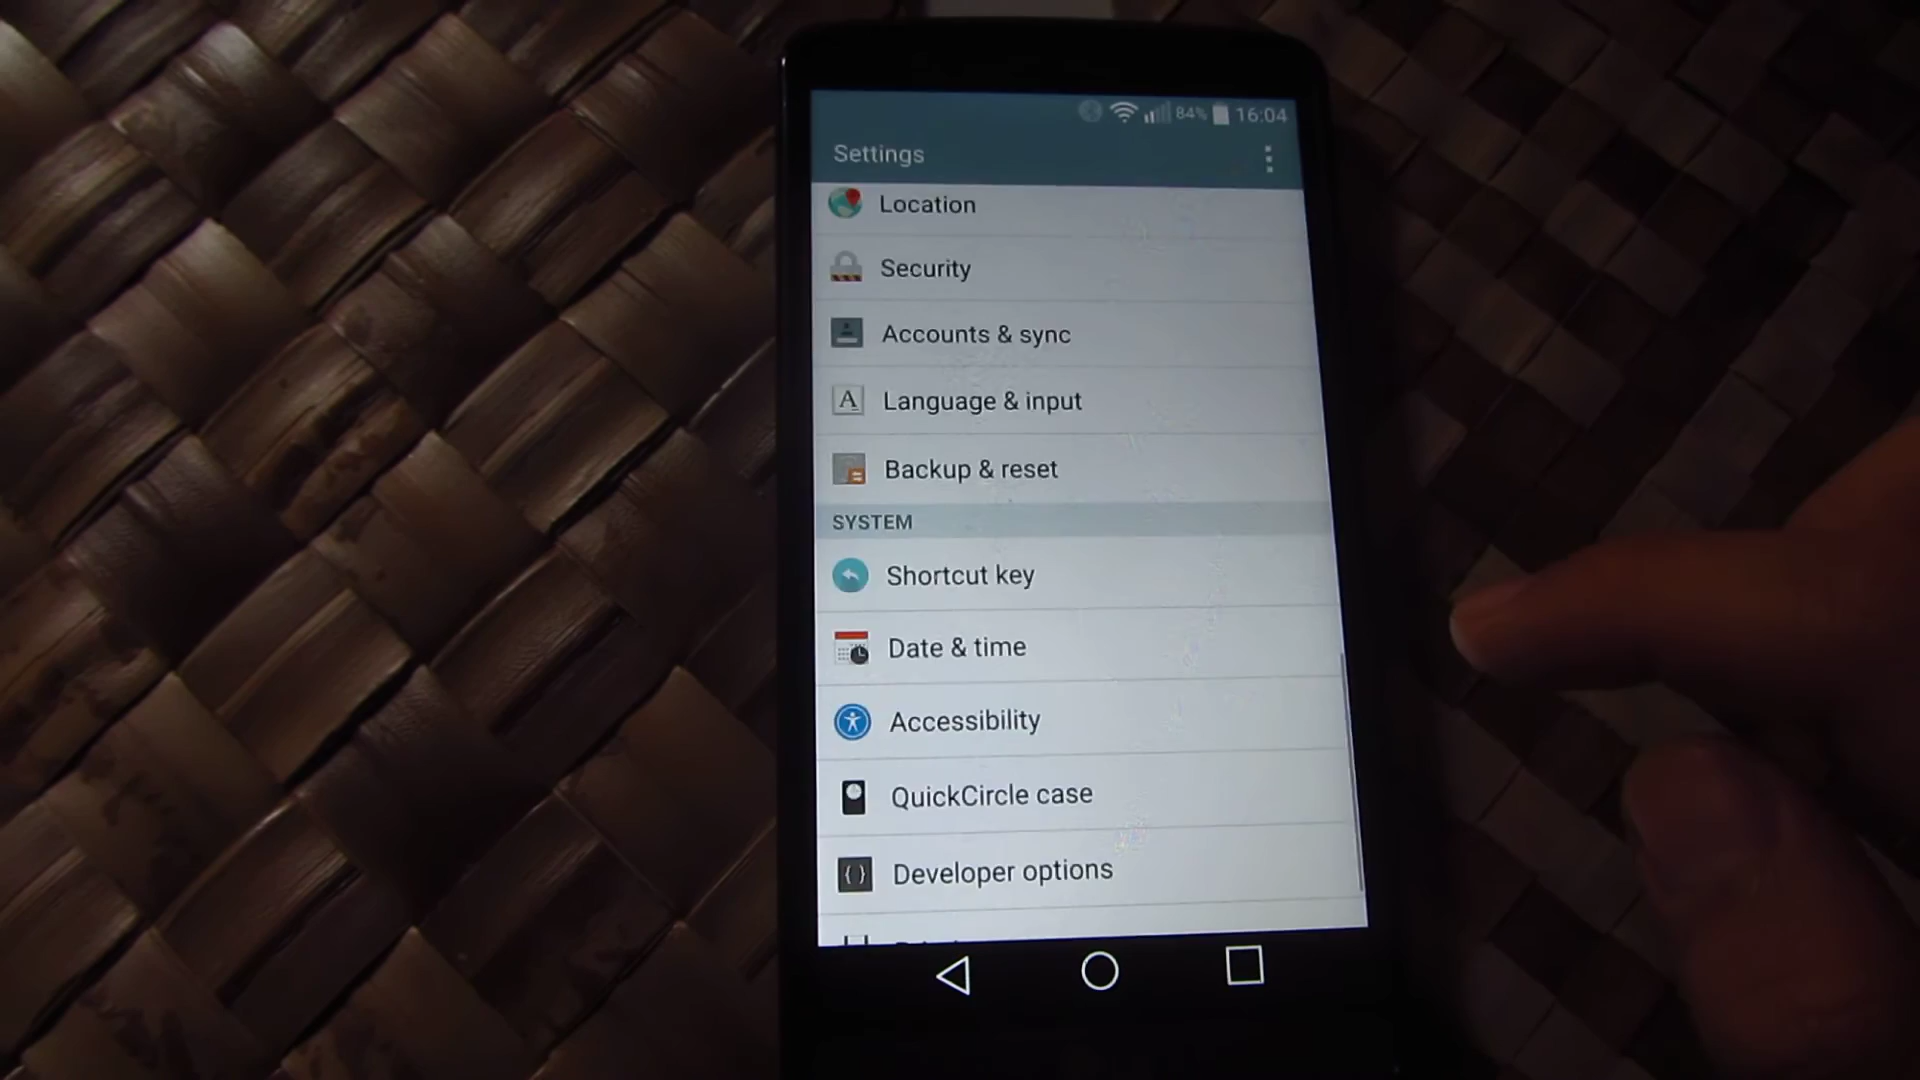 84% 16:04
Settings
Location
Security
Accounts & sync
Language & input
Backup & reset
SYSTEM
Shortcut key
Date & time
Accessibility
QuickCircle case
Developer options